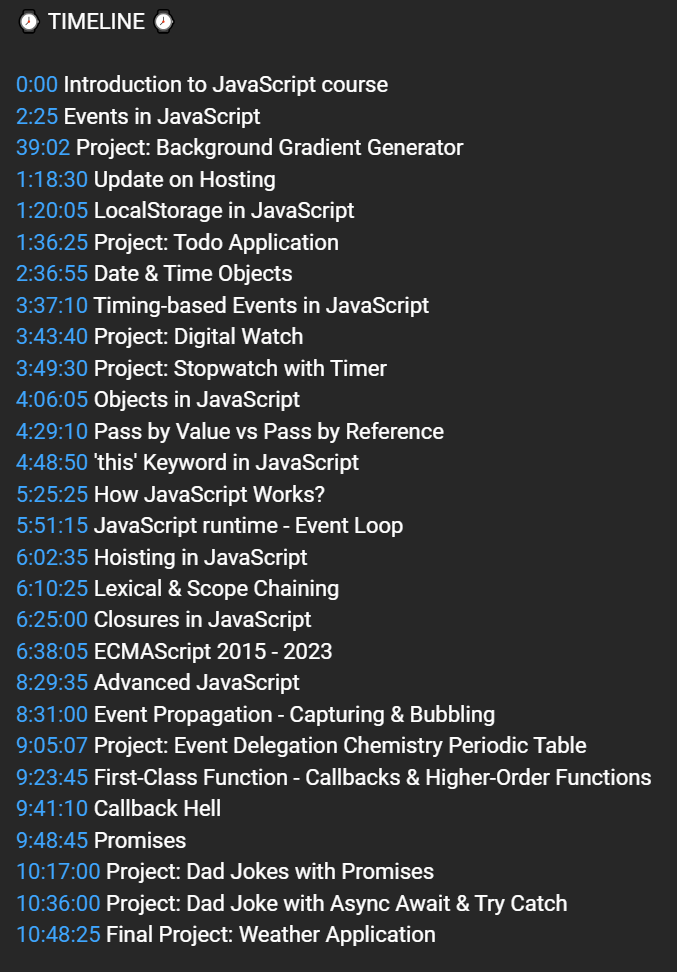 TIMELINE
0:00 Introduction to JavaScript course
2:25 Events in JavaScript
39:02 Project: Background Gradient Generator
1:18:30 Update on Hosting
1:20:05 LocalStorage in JavaScript
1:36:25 Project: Todo Application
2:36:55 Date & Time Objects
3:37:10 Timing-based Events in JavaScript
3:43:40 Project: Digital Watch
3:49:30 Project: Stopwatch with Timer
4:06:05 Objects in JavaScript
4:29:10 Pass by Value vs Pass by Reference
4:48:50 'this' Keyword in JavaScript
5:25:25 How JavaScript Works?
5:51:15 JavaScript runtime - Event Loop
6:02:35 Hoisting in JavaScript
6:10:25 Lexical & Scope Chaining
6:25:00 Closures in JavaScript
6:38:05 ECMAScript 2015 - 2023
8:29:35 Advanced JavaScript
8:31:00 Event Propagation - Capturing & Bubbling
9:05:07 Project: Event Delegation Chemistry Periodic Table
9:23:45 First-Class Function - Callbacks & Higher-Order Functions
9:41:10 Callback Hell
9:48:45 Promises
10:17:00 Project: Dad Jokes with Promises
10:36:00 Project: Dad Joke with Async Await & Try Catch
10:48:25 Final Project: Weather Application